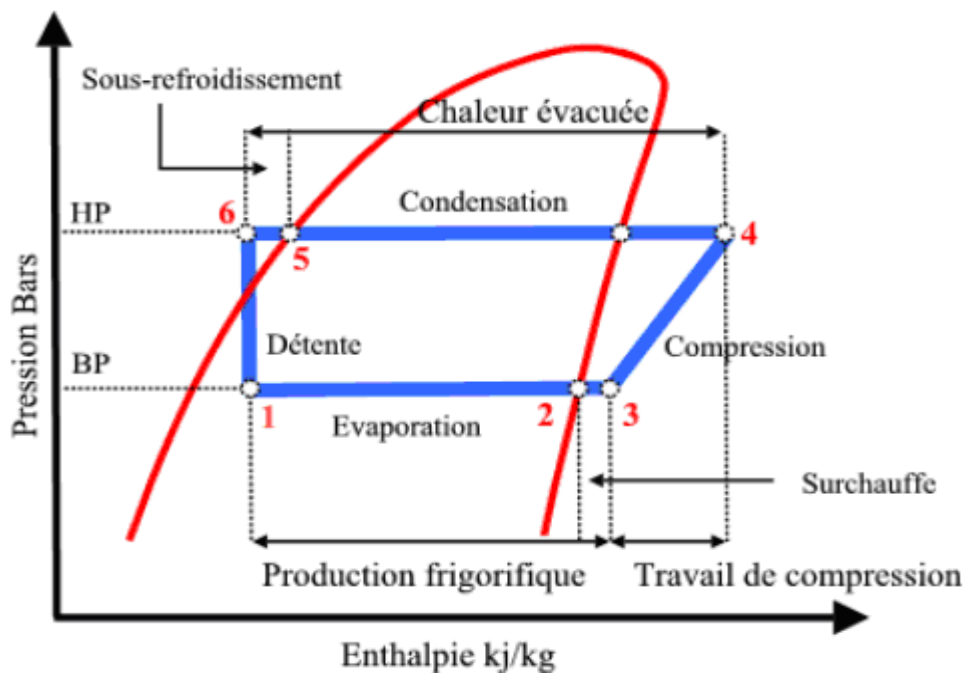 Sous-refroidissement
Chaleur évacuée
HP
6
Condensation
5
4
Pression Bars
BP
Détente
Compression
1
Evaporation
2
3
Surchauffe
Production frigorifique
Travail de compression
Enthalpie kj/kg